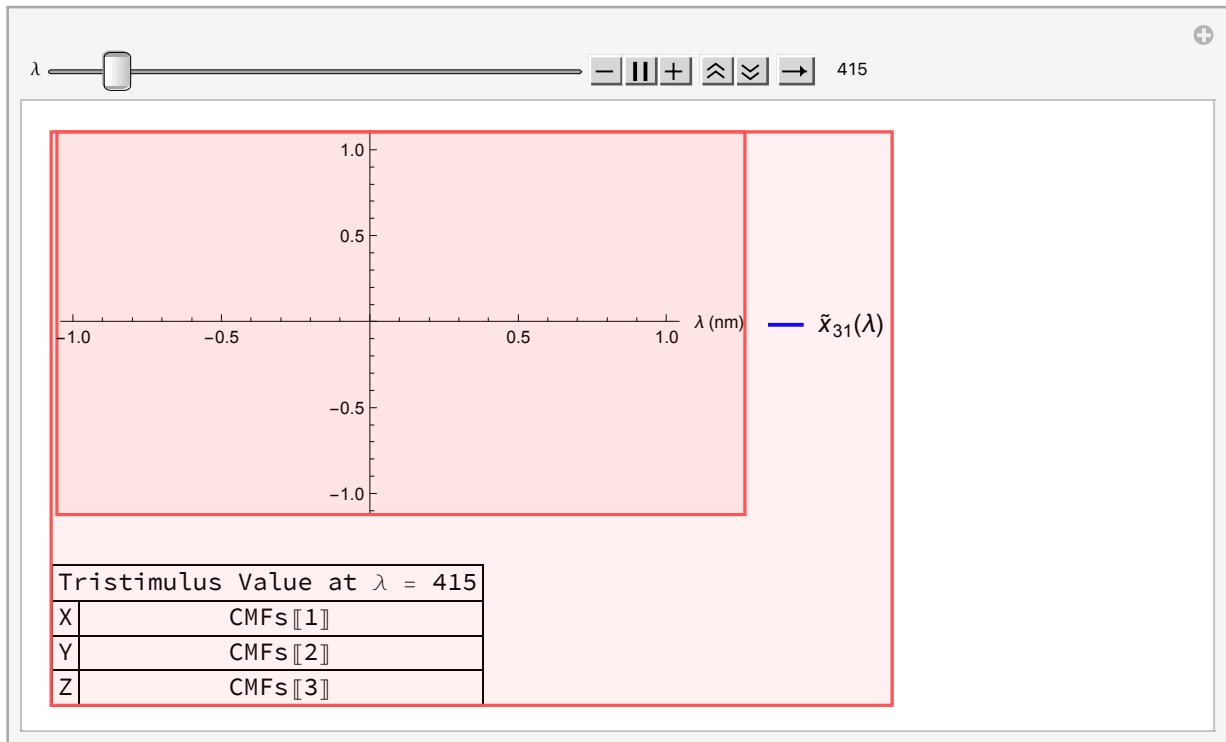 λ 415
1.0
0.5
-1.0 -0.5 0.5 1.0 λ (nm)
x̃31(λ)
-0.5
-1.0
Tristimulus Value at λ = 415
X CMFs⟦1⟧
Y CMFs⟦2⟧
Z CMFs⟦3⟧